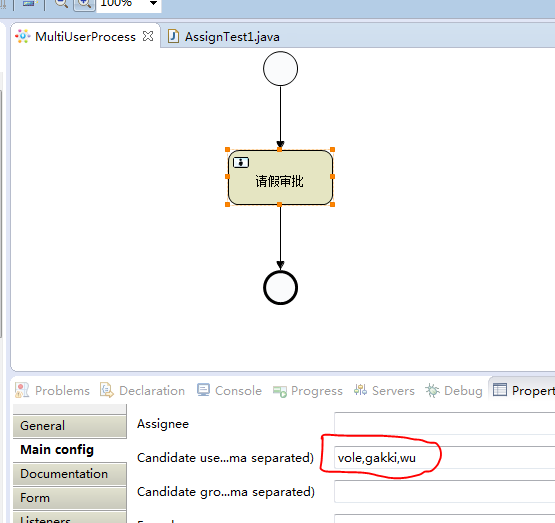 100%
MultiUserProcess
AssignTest1.java
请假审批
Problems Declaration Console Progress Servers Debug Propert
General
Assignee
Main config
Candidate use...ma separated) vole,gakki,wu
Documentation
Candidate gro...ma separated)
Form
Listeners